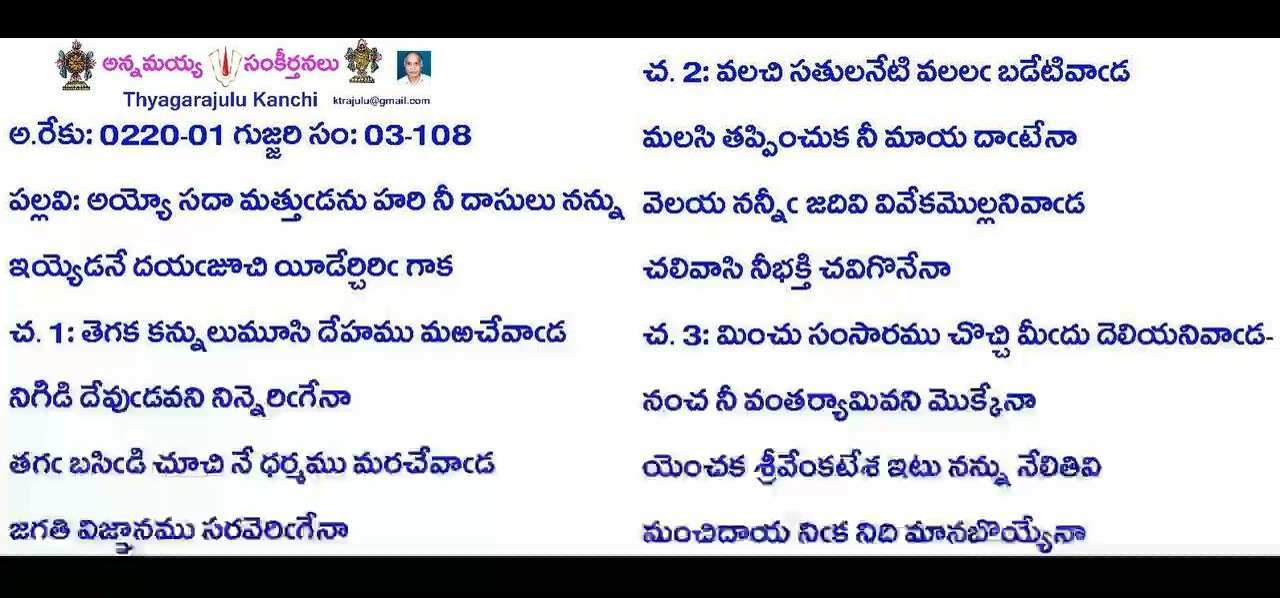 అన్నమయ్య సంకీర్తనలు
Thyagarajulu Kanchi ktrajulu@gmail.com
అ.రేకు: 0220-01 గుజ్జరి సం: 03-108
పల్లవి: అయ్యో సదా మత్తుఁడను హరి నీ దాసులు నన్ను
ఇయ్యెడనే దయఁజూచి యీడేర్చిరిఁ గాక
చ. 1: తెగక కన్నులుమూసి దేహము మఱచేవాఁడ
నిగిడి దేవుఁడవని నిన్నెరిఁగేనా
తగఁ బసిఁడి చూచి నే ధర్మము మరచేవాఁడ
జగతి విజ్ఞానము సరవెరిఁగేనా
చ. 2: వలచి సతులనేటి వలలఁ బడేటివాఁడ
మలసి తప్పించుక నీ మాయ దాఁటేనా
వెలయ నన్నీఁ జదివి వివేకమొల్లనివాఁడ
చలివాసి నీభక్తి చవిగొనేనా
చ. 3: మించు సంసారము చొచ్చి మీఁదు దెలియనివాఁడ-
నంచ నీ వంతర్యామివని మొక్కేనా
యెంచక శ్రీవేంకటేశ ఇటు నన్ను నేలితివి
మంచిదాయ నిఁక నిది మానబొయ్యేనా